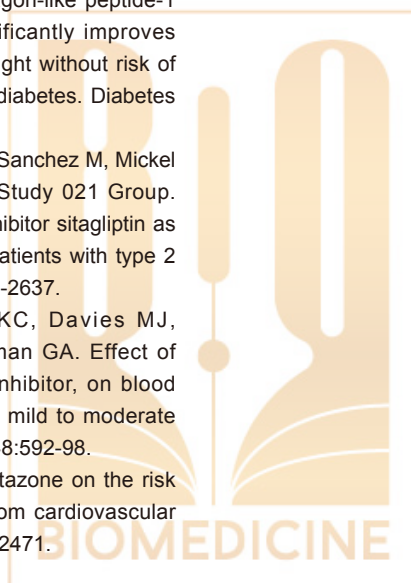 gon-like peptide-1
ificantly improves
ght without risk of
diabetes. Diabetes
Sanchez M, Mickel
Study 021 Group.
hibitor sitagliptin as
atients with type 2
-2637.
KC, Davies MJ,
man GA. Effect of
nhibitor, on blood
mild to moderate
8:592-98.
tazone on the risk
om cardiovascular
2471.
BIO
BIOMEDICINE